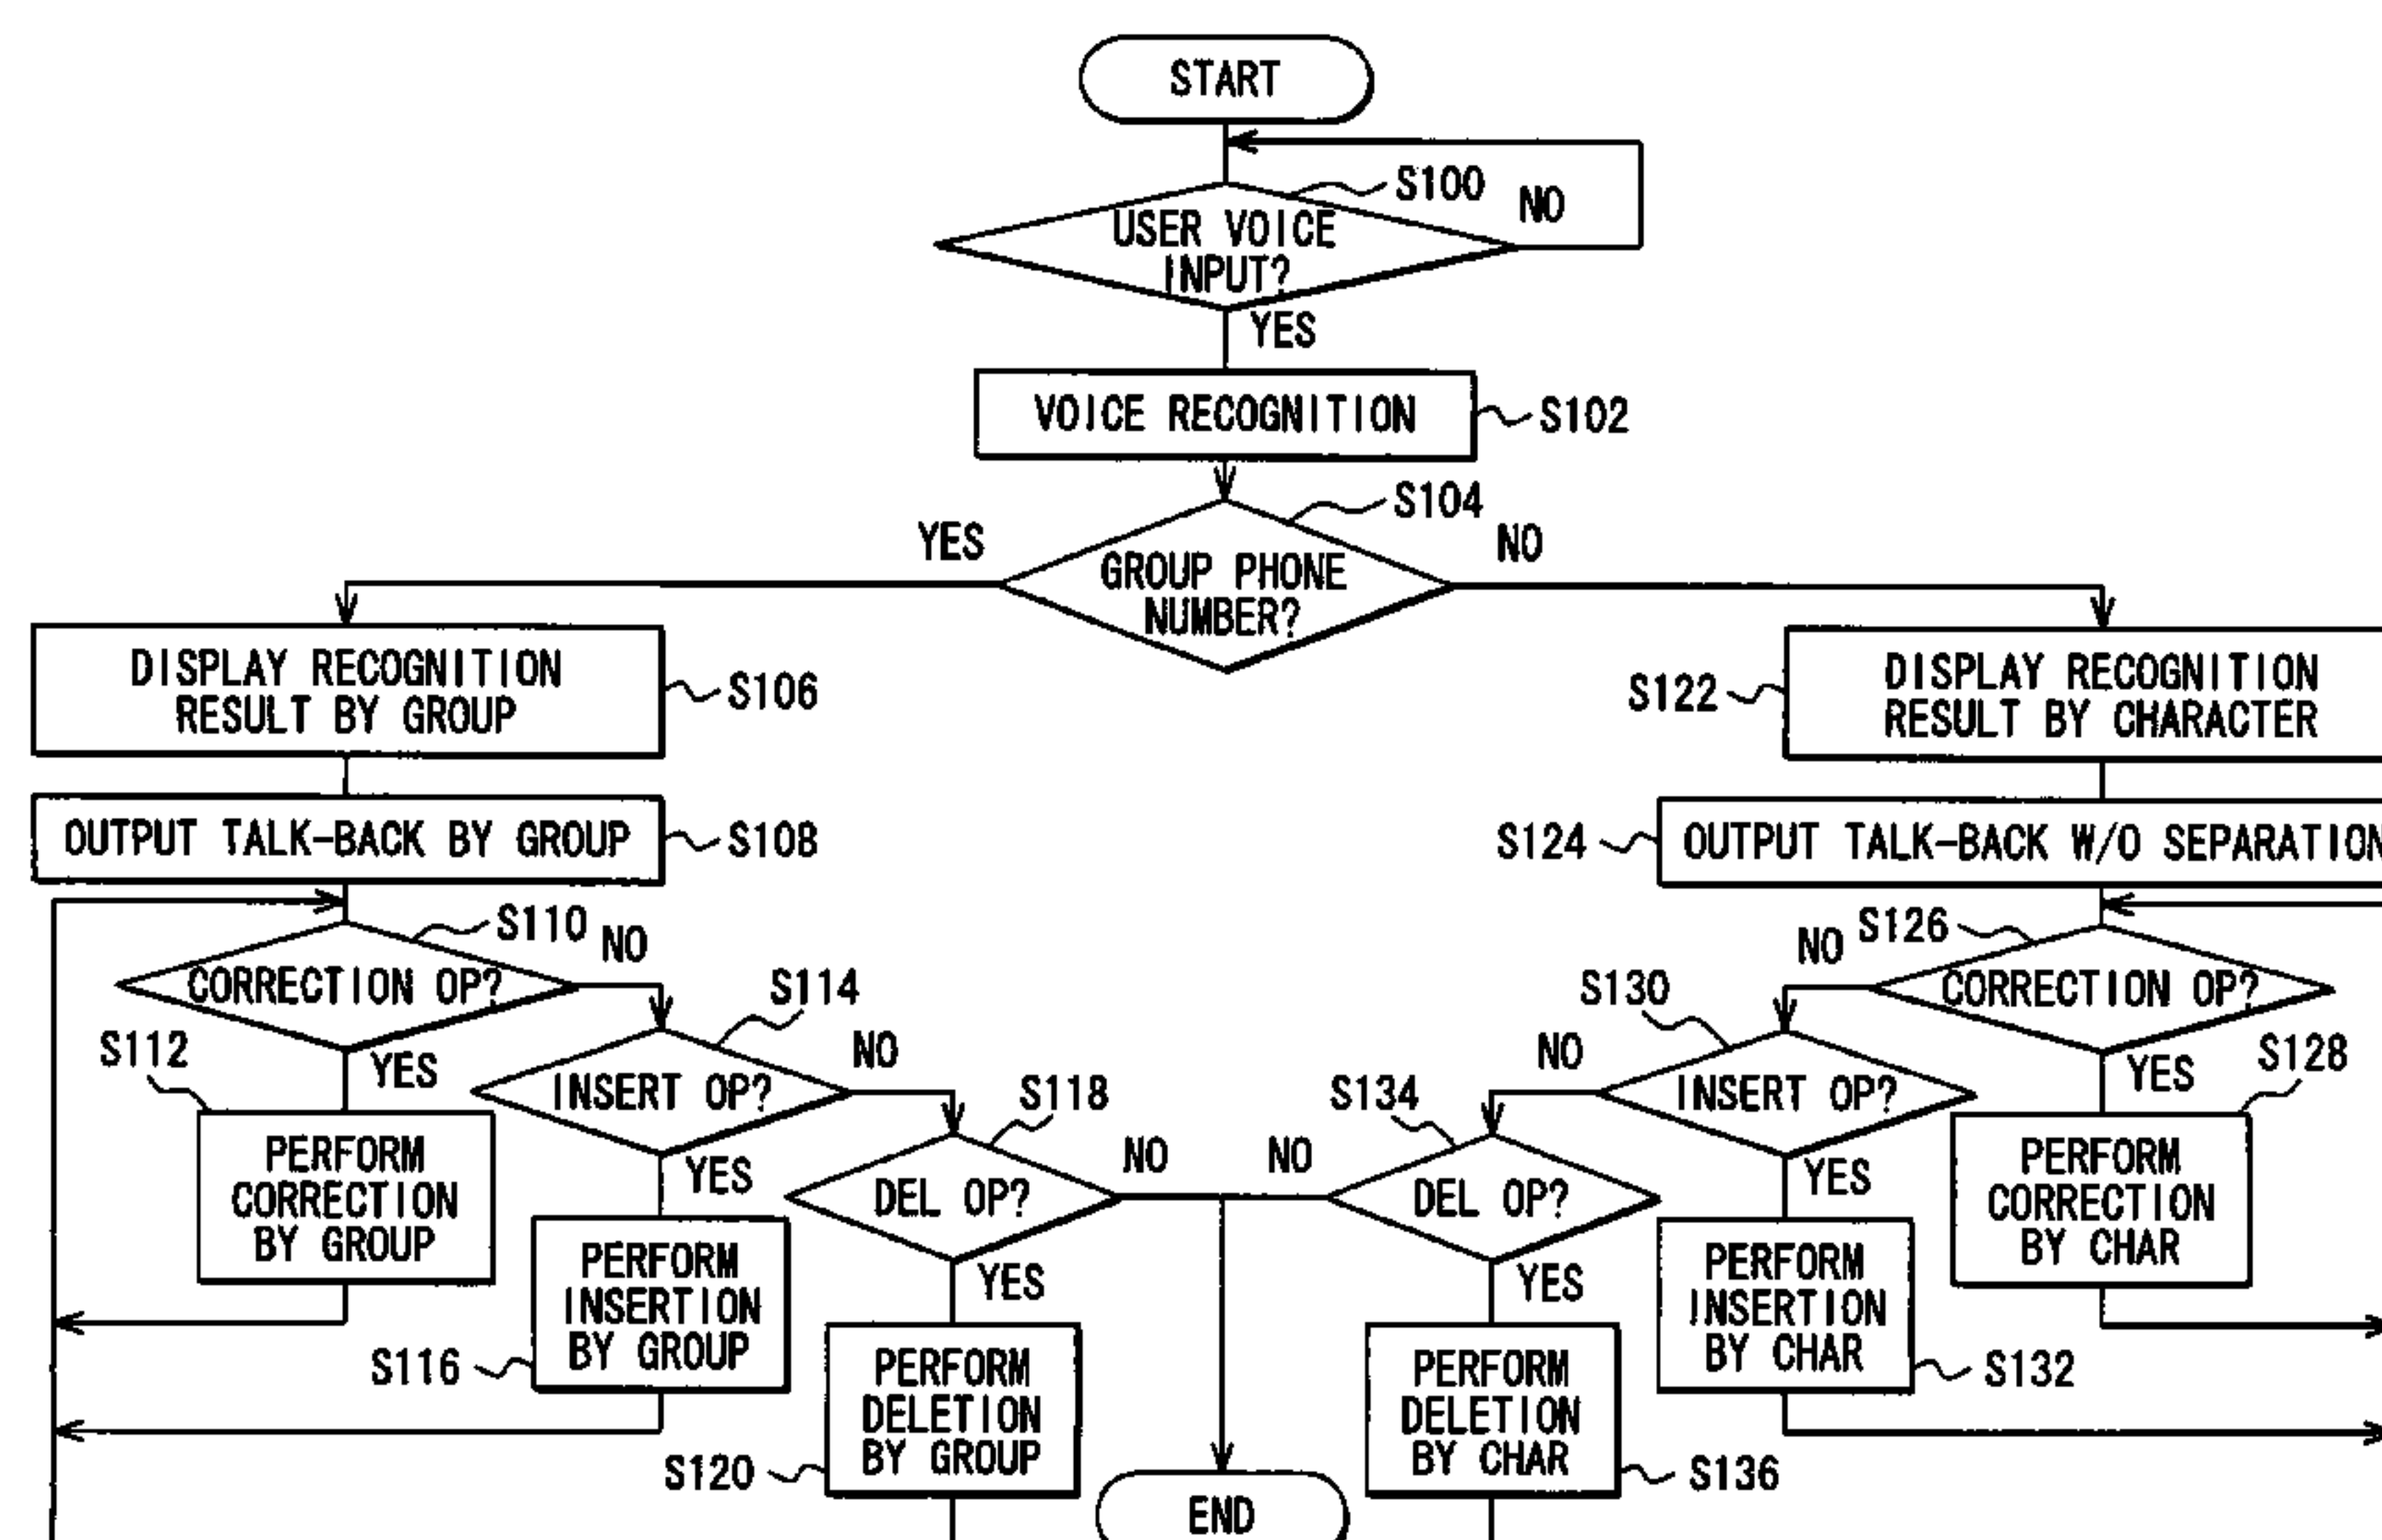 START
S100
NO
USER VOICE
INPUT?
YES
VOICE RECOGNITION
S102
S104
YES
NO
GROUP PHONE
NUMBER?
DISPLAY RECOGNITION
RESULT BY GROUP
S106
S122
DISPLAY RECOGNITION
RESULT BY CHARACTER
OUTPUT TALK-BACK BY GROUP
S108
S124
OUTPUT TALK-BACK W/O SEPARATION
S110
NO
CORRECTION OP?
NO
S126
CORRECTION OP?
S112
YES
S114
NO
INSERT OP?
S130
NO
INSERT OP?
YES
S128
PERFORM
CORRECTION
BY GROUP
YES
S118
NO
DEL OP?
S134
NO
DEL OP?
YES
PERFORM
CORRECTION
BY CHAR
PERFORM
INSERTION
BY GROUP
S116
YES
YES
PERFORM
INSERTION
BY CHAR
S132
PERFORM
DELETION
BY GROUP
S120
PERFORM
DELETION
BY CHAR
S136
END